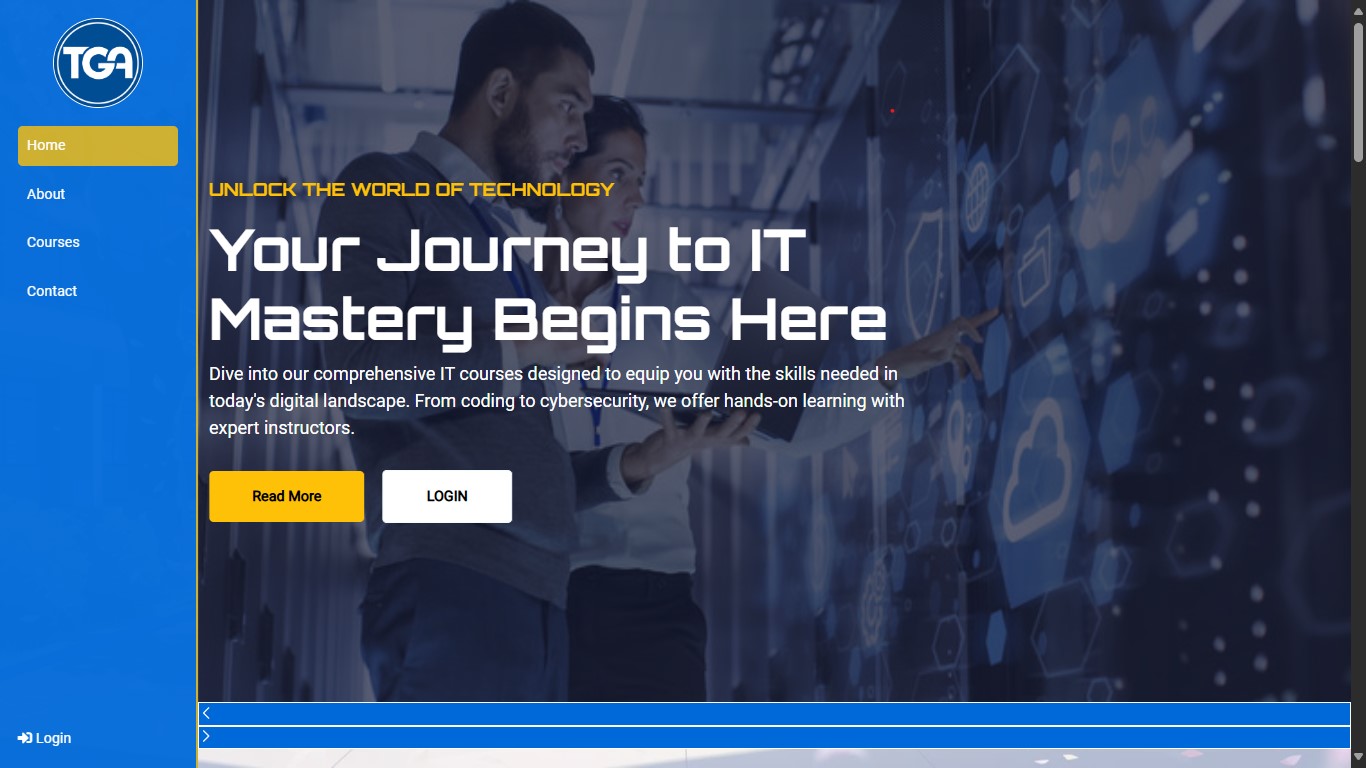 TGA
Home
About
Courses
Contact
Login
UNLOCK THE WORLD OF TECHNOLOGY
Your Journey to IT
Mastery Begins Here
Dive into our comprehensive IT courses designed to equip you with the skills needed in
today's digital landscape. From coding to cybersecurity, we offer hands-on learning with
expert instructors.
Read More
LOGIN